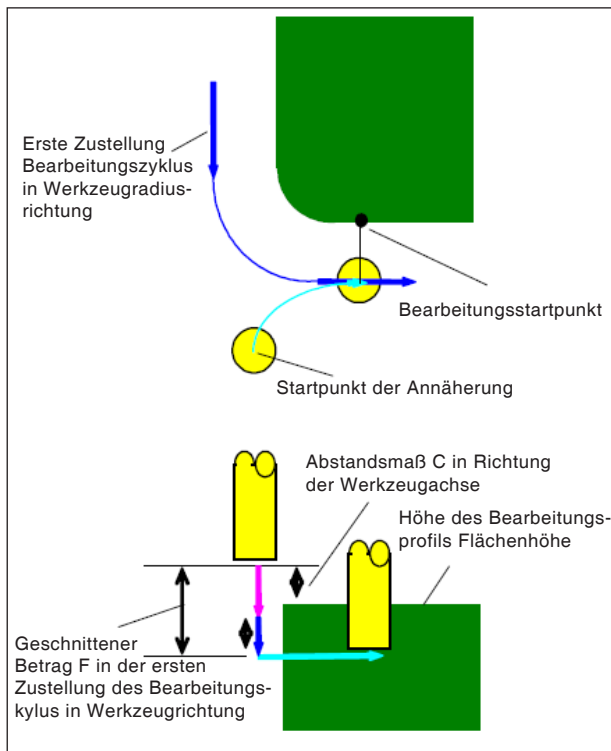 Erste Zustellung
Bearbeitungszyklus
in Werkzeugradius-
richtung
Bearbeitungsstartpunkt
Startpunkt der Annäherung
Abstandsmaß C in Richtung
der Werkzeugachse
Höhe des Bearbeitungs-
profils Flächenhöhe
Geschnittener
Betrag F in der ersten
Zustellung des Bearbeitungs-
kylus in Werkzeugrichtung